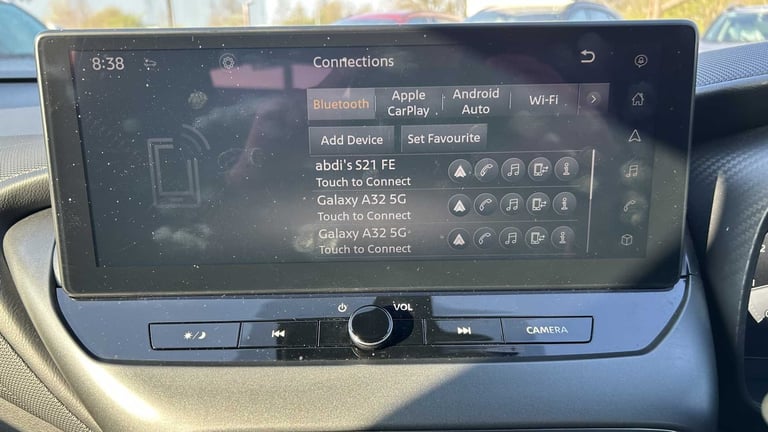 8:38
Connections
Bluetooth
Apple CarPlay
Android Auto
Wi-Fi
Add Device
Set Favourite
abdi's S21 FE
Touch to Connect
Galaxy A32 5G
Touch to Connect
Galaxy A32 5G
Touch to Connect
VOL
CAMERA